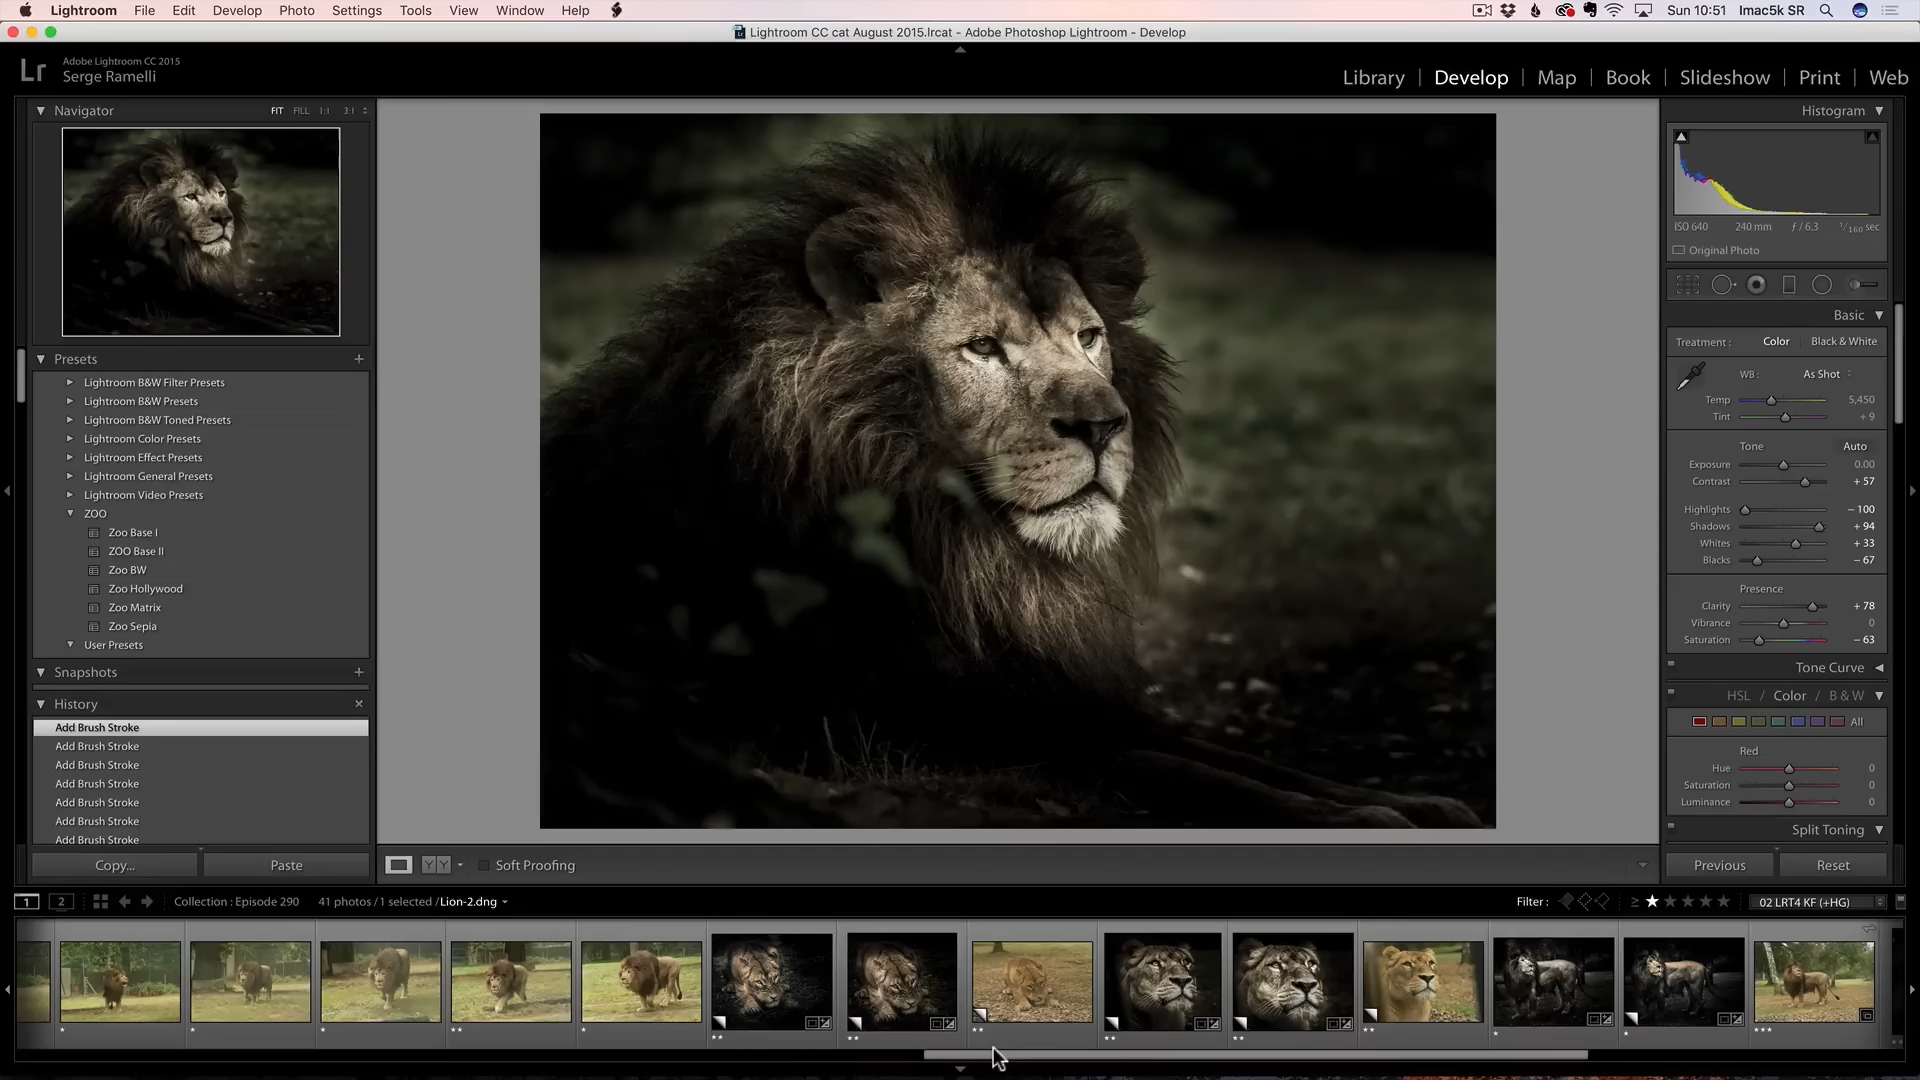 Lightroom File Edit Develop Photo Settings Tools View Window Help
Sun 10:51 Imac5k SR
Lightroom CC cat August 2015.lrcat - Adobe Photoshop Lightroom - Develop
Lr
Adobe Lightroom CC 2015
Serge Ramelli
Library | Develop | Map | Book | Slideshow | Print | Web
Navigator FIT FILL 1:1 3:1
Presets +
Lightroom B&W Filter Presets
Lightroom B&W Presets
Lightroom B&W Toned Presets
Lightroom Color Presets
Lightroom Effect Presets
Lightroom General Presets
Lightroom Video Presets
ZOO
Zoo Base I
ZOO Base II
Zoo BW
Zoo Hollywood
Zoo Matrix
Zoo Sepia
User Presets
Snapshots +
History ×
Add Brush Stroke
Add Brush Stroke
Add Brush Stroke
Add Brush Stroke
Add Brush Stroke
Add Brush Stroke
Add Brush Stroke
Copy... Paste
Y Y Soft Proofing
Histogram
ISO 640 240 mm ƒ / 6.3 1/160 sec
Original Photo
Basic
Treatment : Color | Black & White
WB : As Shot
Temp 5,450
Tint + 9
Tone Auto
Exposure 0.00
Contrast + 57
Highlights − 100
Shadows + 94
Whites + 33
Blacks − 67
Presence
Clarity + 78
Vibrance 0
Saturation − 63
Tone Curve
HSL / Color / B & W
All
Red
Hue 0
Saturation 0
Luminance 0
Split Toning
Previous Reset
1 2 Collection : Episode 290 41 photos / 1 selected / Lion-2.dng
Filter : ≥ ★ ★ ★ ★ ★ 02 LRT4 KF (+HG)